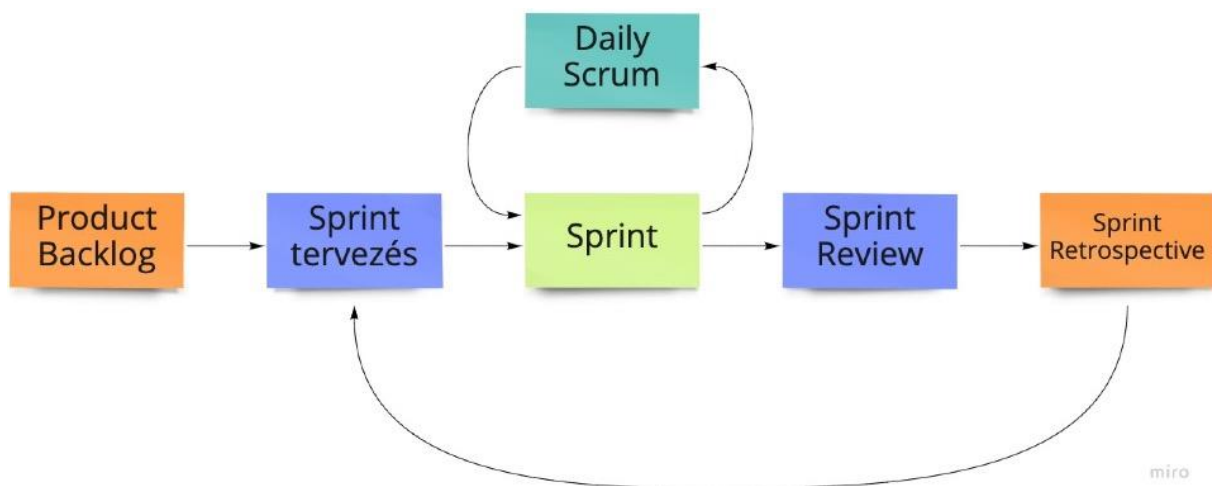 Daily
Scrum
Product
Backlog
Sprint
tervezés
Sprint
Sprint
Review
Sprint
Retrospective
miro